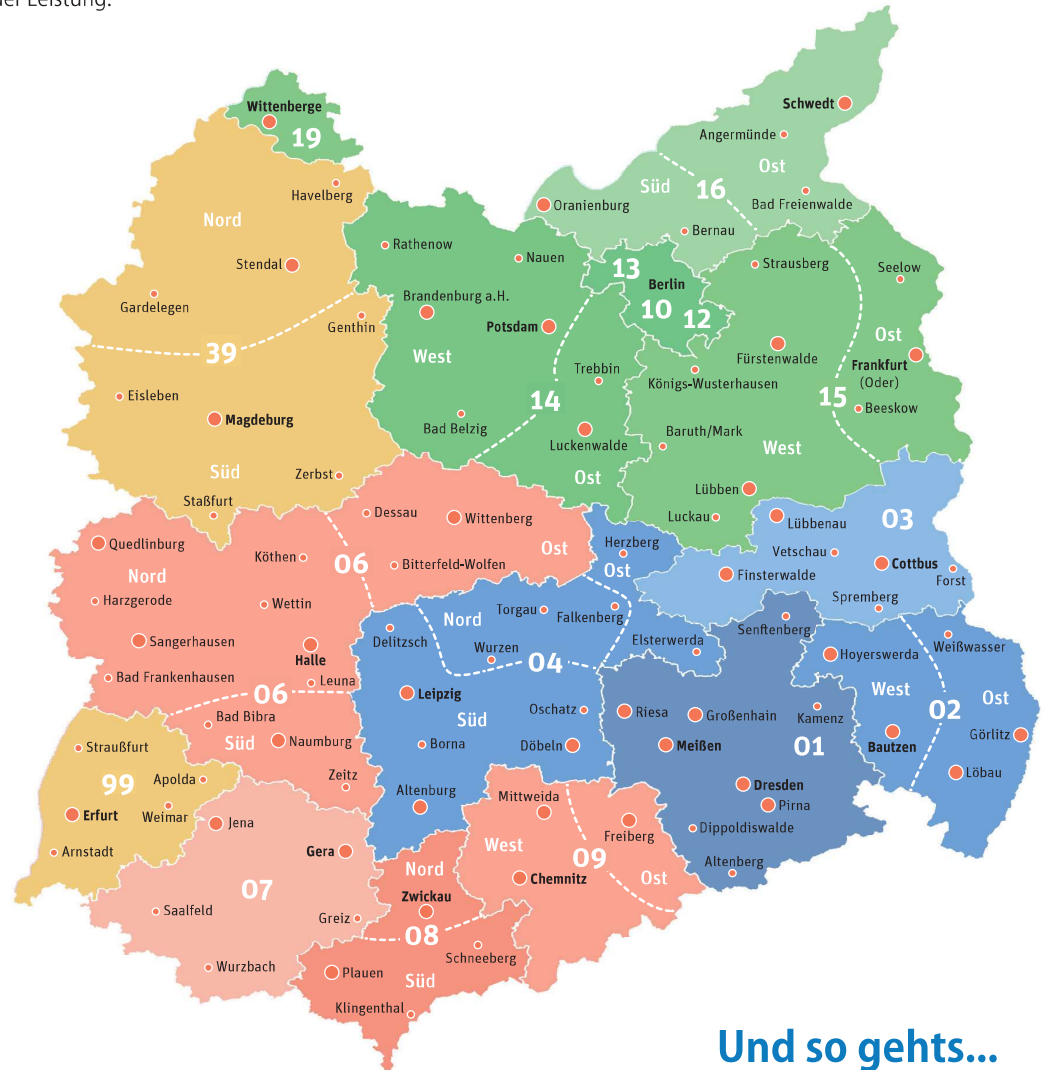 der Leistung.
Wittenberge
19
Schwedt
Angermünde
Ost
Süd
16
Bad Freienwalde
Havelberg
Nord
Oranienburg
Bernau
Rathenow
Nauen
13
Berlin
10
12
Strausberg
Seelow
Stendal
Gardelegen
Brandenburg a.H.
Genthin
Potsdam
West
39
Fürstenwalde
Ost
Frankfurt
(Oder)
Trebbin
Königs-Wusterhausen
15
Eisleben
14
Beeskow
Magdeburg
Bad Belzig
Luckenwalde
Baruth/Mark
West
Süd
Zerbst
Ost
Lübben
Staßfurt
Dessau
Wittenberg
Luckau
Lübbenau
03
Quedlinburg
Köthen
06
Ost
Herzberg
Vetschau
Nord
Bitterfeld-Wolfen
Ost
Finsterwalde
Cottbus
Forst
Harzgerode
Wettin
Nord
Torgau
Falkenberg
Spremberg
Sangerhausen
Delitzsch
Wurzen
Elsterwerda
Senftenberg
Weißwasser
Halle
04
Hoyerswerda
Bad Frankenhausen
Leuna
06
Leipzig
West
Ost
Bad Bibra
Süd
Oschatz
Riesa
Großenhain
Kamenz
02
Straußfurt
Süd
Naumburg
Borna
Döbeln
Meißen
01
Bautzen
Görlitz
99
Apolda
Zeitz
Löbau
Erfurt
Weimar
Altenburg
Mittweida
Dresden
Pirna
Jena
Freiberg
Dippoldiswalde
Arnstadt
Gera
West
09
Nord
Altenberg
07
Chemnitz
Ost
Zwickau
Saalfeld
Greiz
08
Schneeberg
Wurzbach
Plauen
Süd
Klingenthal
Und so gehts...